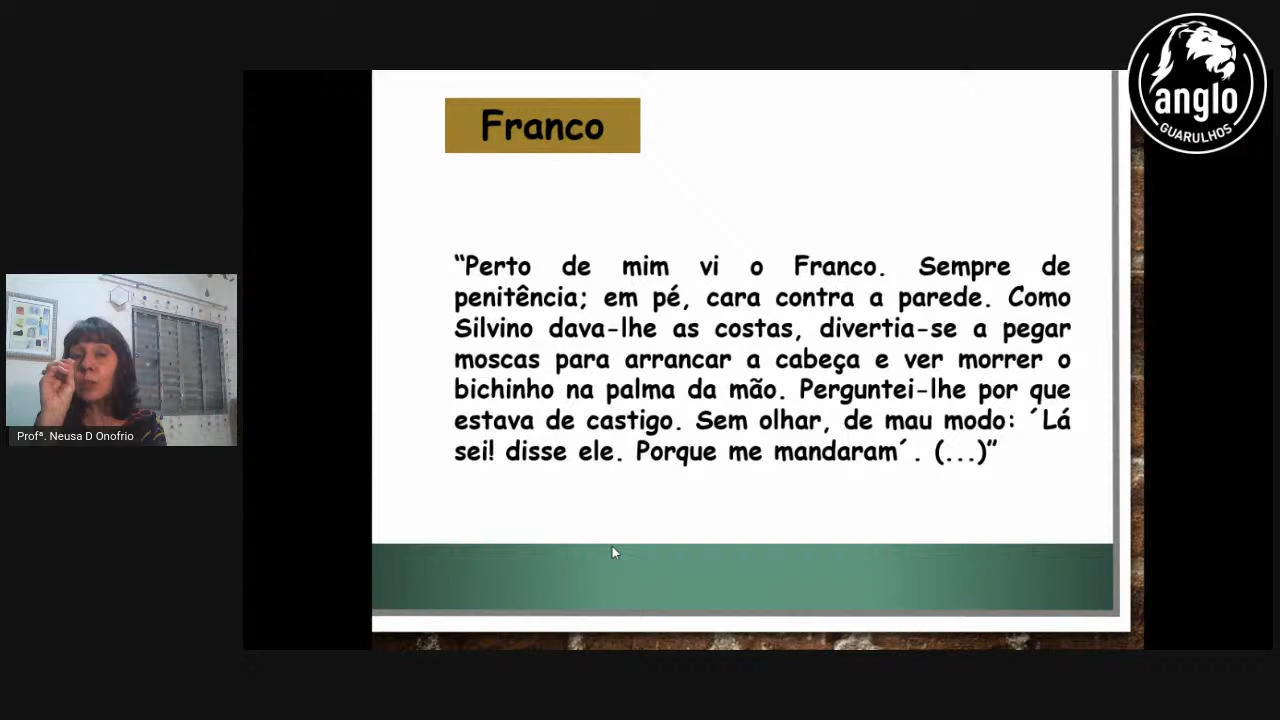 anglo
GUARULHOS
Franco
“Perto de mim vi o Franco. Sempre de
penitência; em pé, cara contra a parede. Como
Silvino dava-lhe as costas, divertia-se a pegar
moscas para arrancar a cabeça e ver morrer o
bichinho na palma da mão. Perguntei-lhe por que
estava de castigo. Sem olhar, de mau modo: ´Lá
sei! disse ele. Porque me mandaram´. (...)”
Profª. Neusa D Onofrio